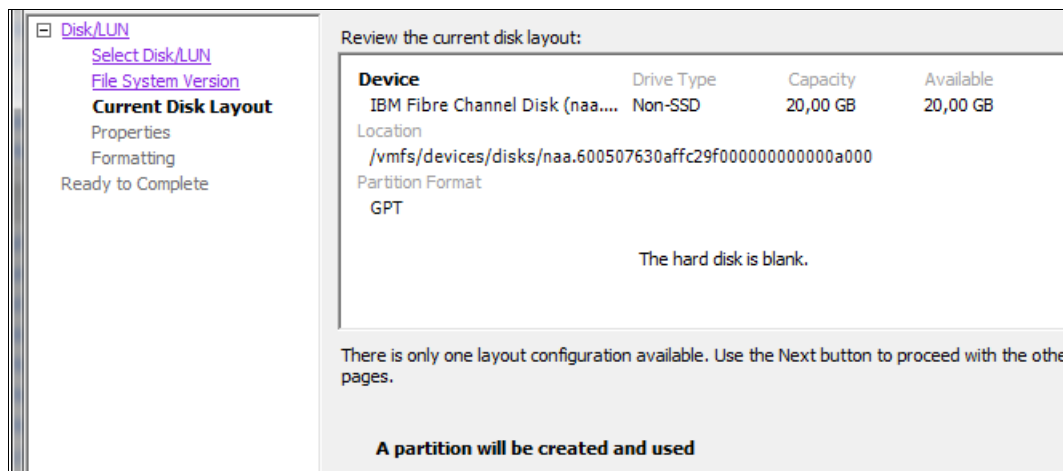 Disk/LUN
Select Disk/LUN
File System Version
Current Disk Layout
Properties
Formatting
Ready to Complete
Review the current disk layout:
Device Drive Type Capacity Available
IBM Fibre Channel Disk (naa.... Non-SSD 20,00 GB 20,00 GB
Location
/vmfs/devices/disks/naa.600507630affc29f000000000000a000
Partition Format
GPT
The hard disk is blank.
There is only one layout configuration available. Use the Next button to proceed with the othe
pages.
A partition will be created and used